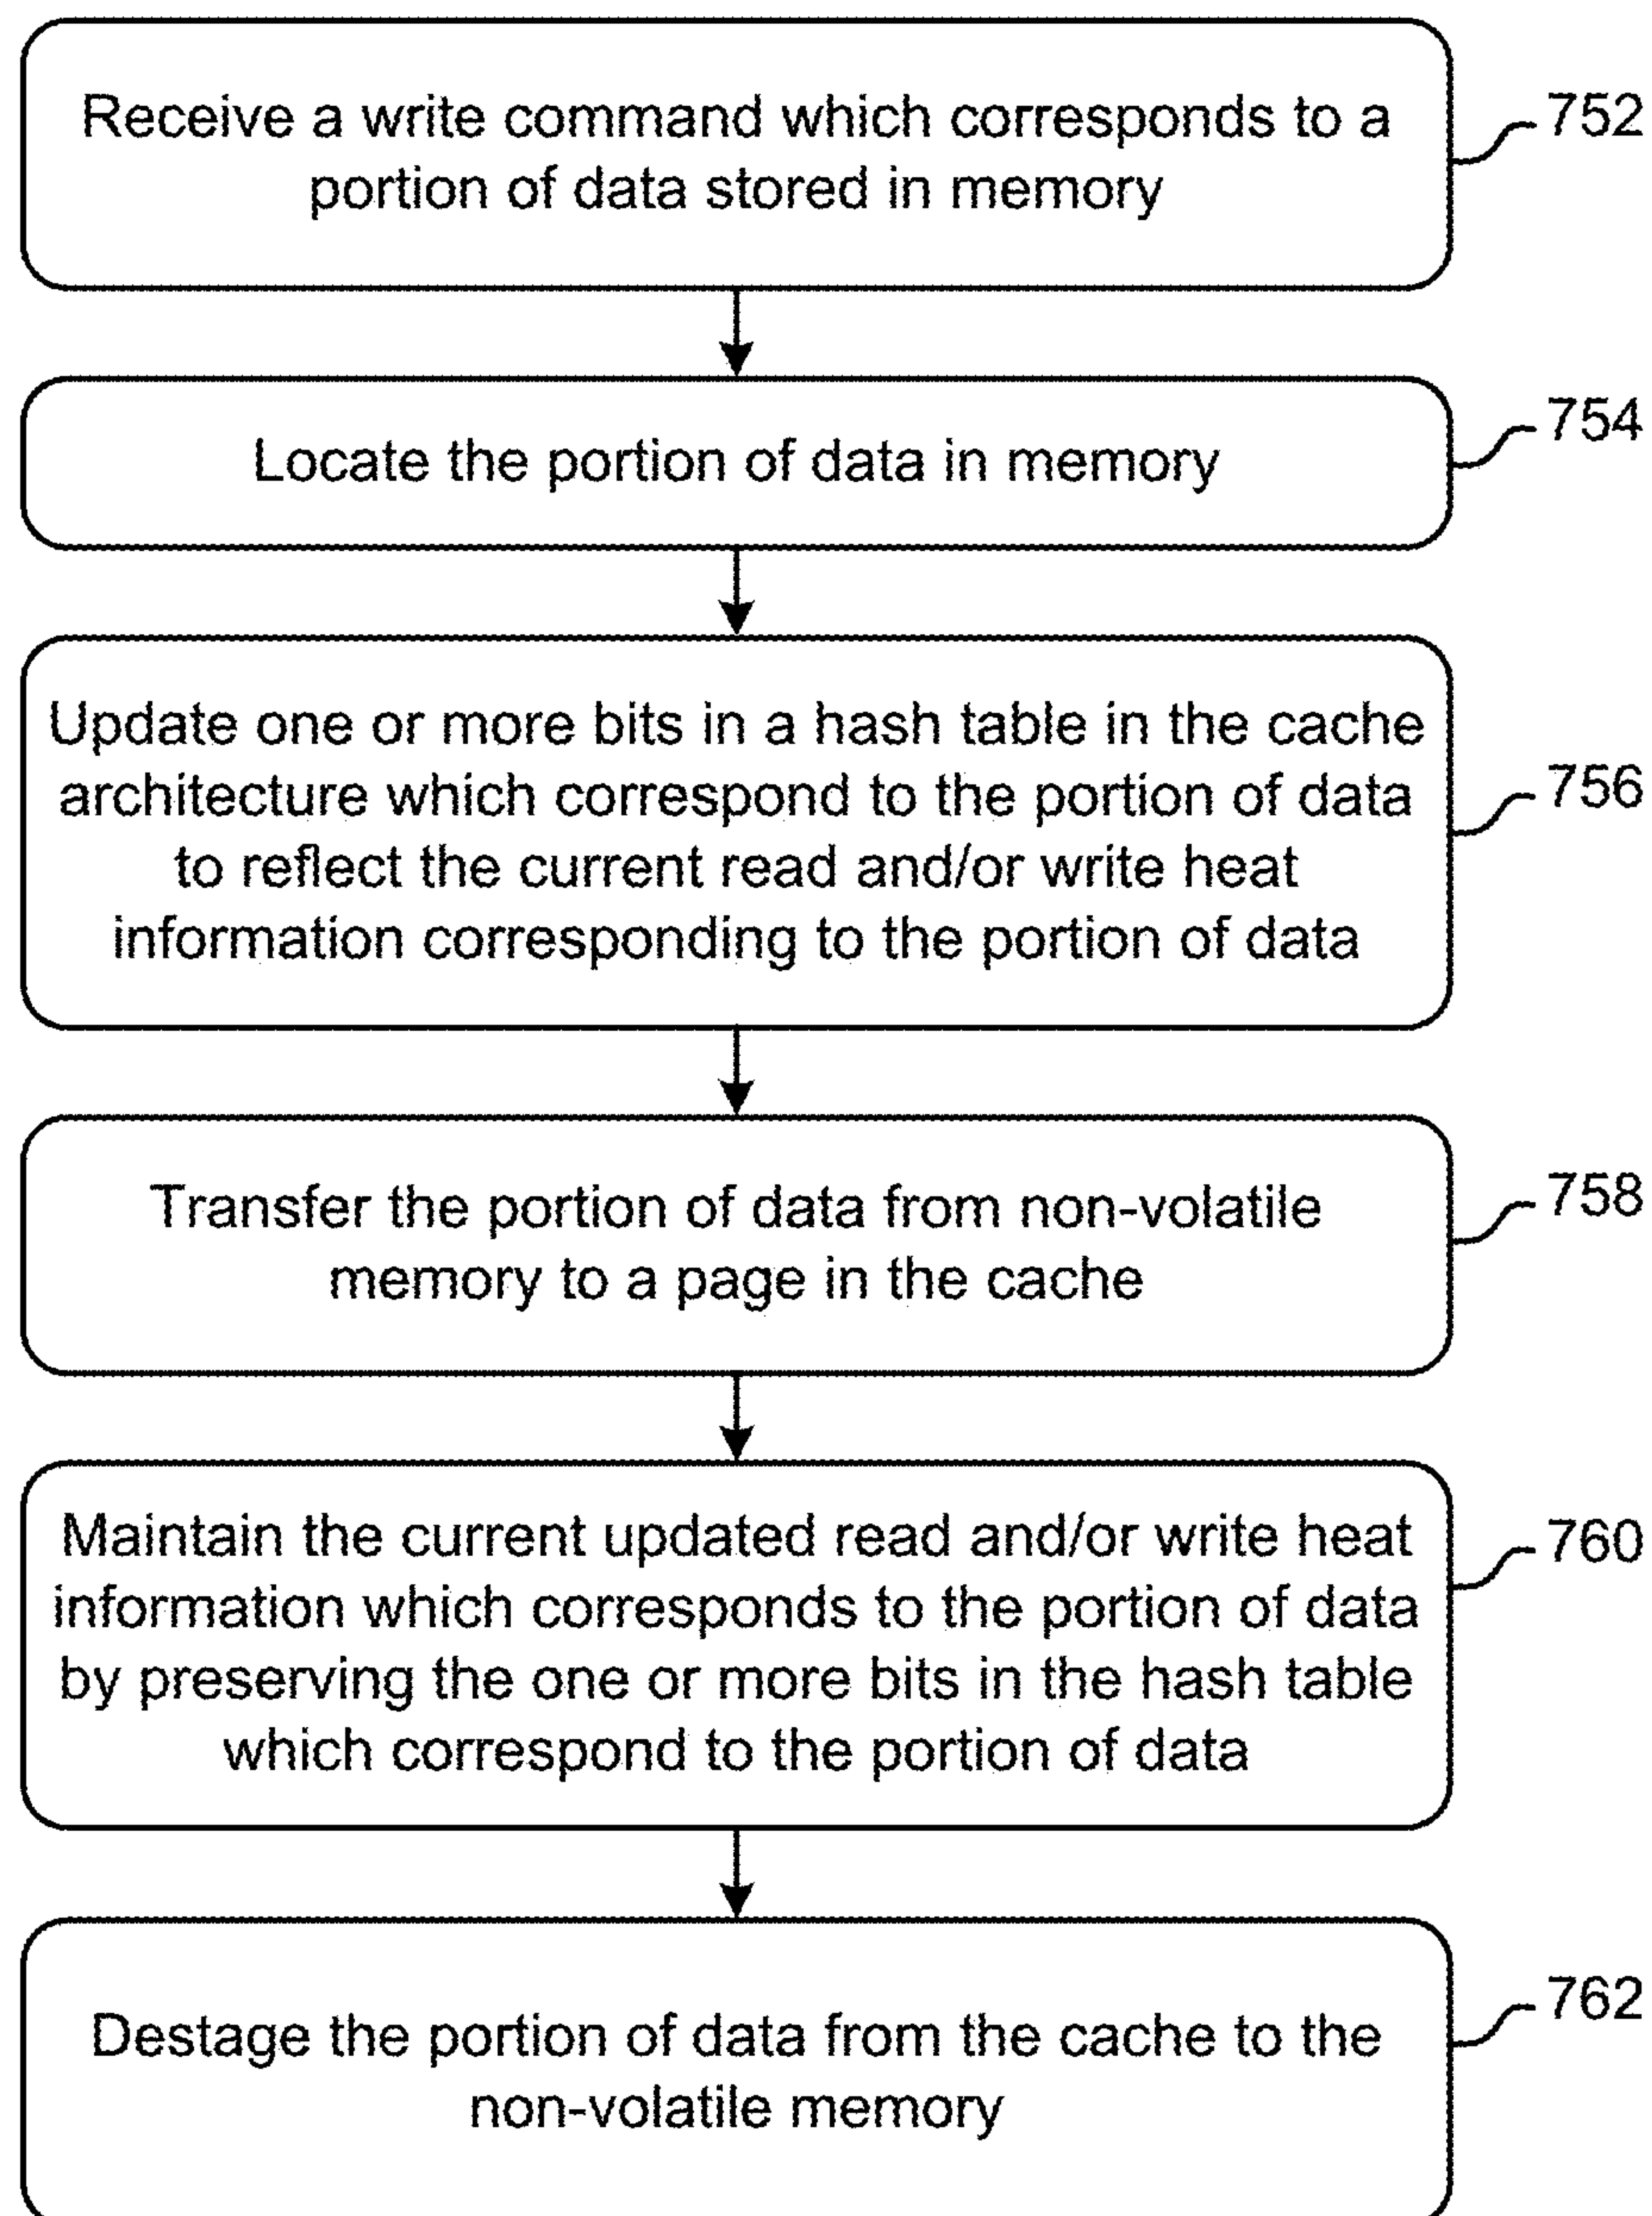 Receive a write command which corresponds to a
portion of data stored in memory
752
Locate the portion of data in memory
754
Update one or more bits in a hash table in the cache
architecture which correspond to the portion of data
to reflect the current read and/or write heat
information corresponding to the portion of data
756
Transfer the portion of data from non-volatile
memory to a page in the cache
758
Maintain the current updated read and/or write heat
information which corresponds to the portion of data
by preserving the one or more bits in the hash table
which correspond to the portion of data
760
Destage the portion of data from the cache to the
non-volatile memory
762